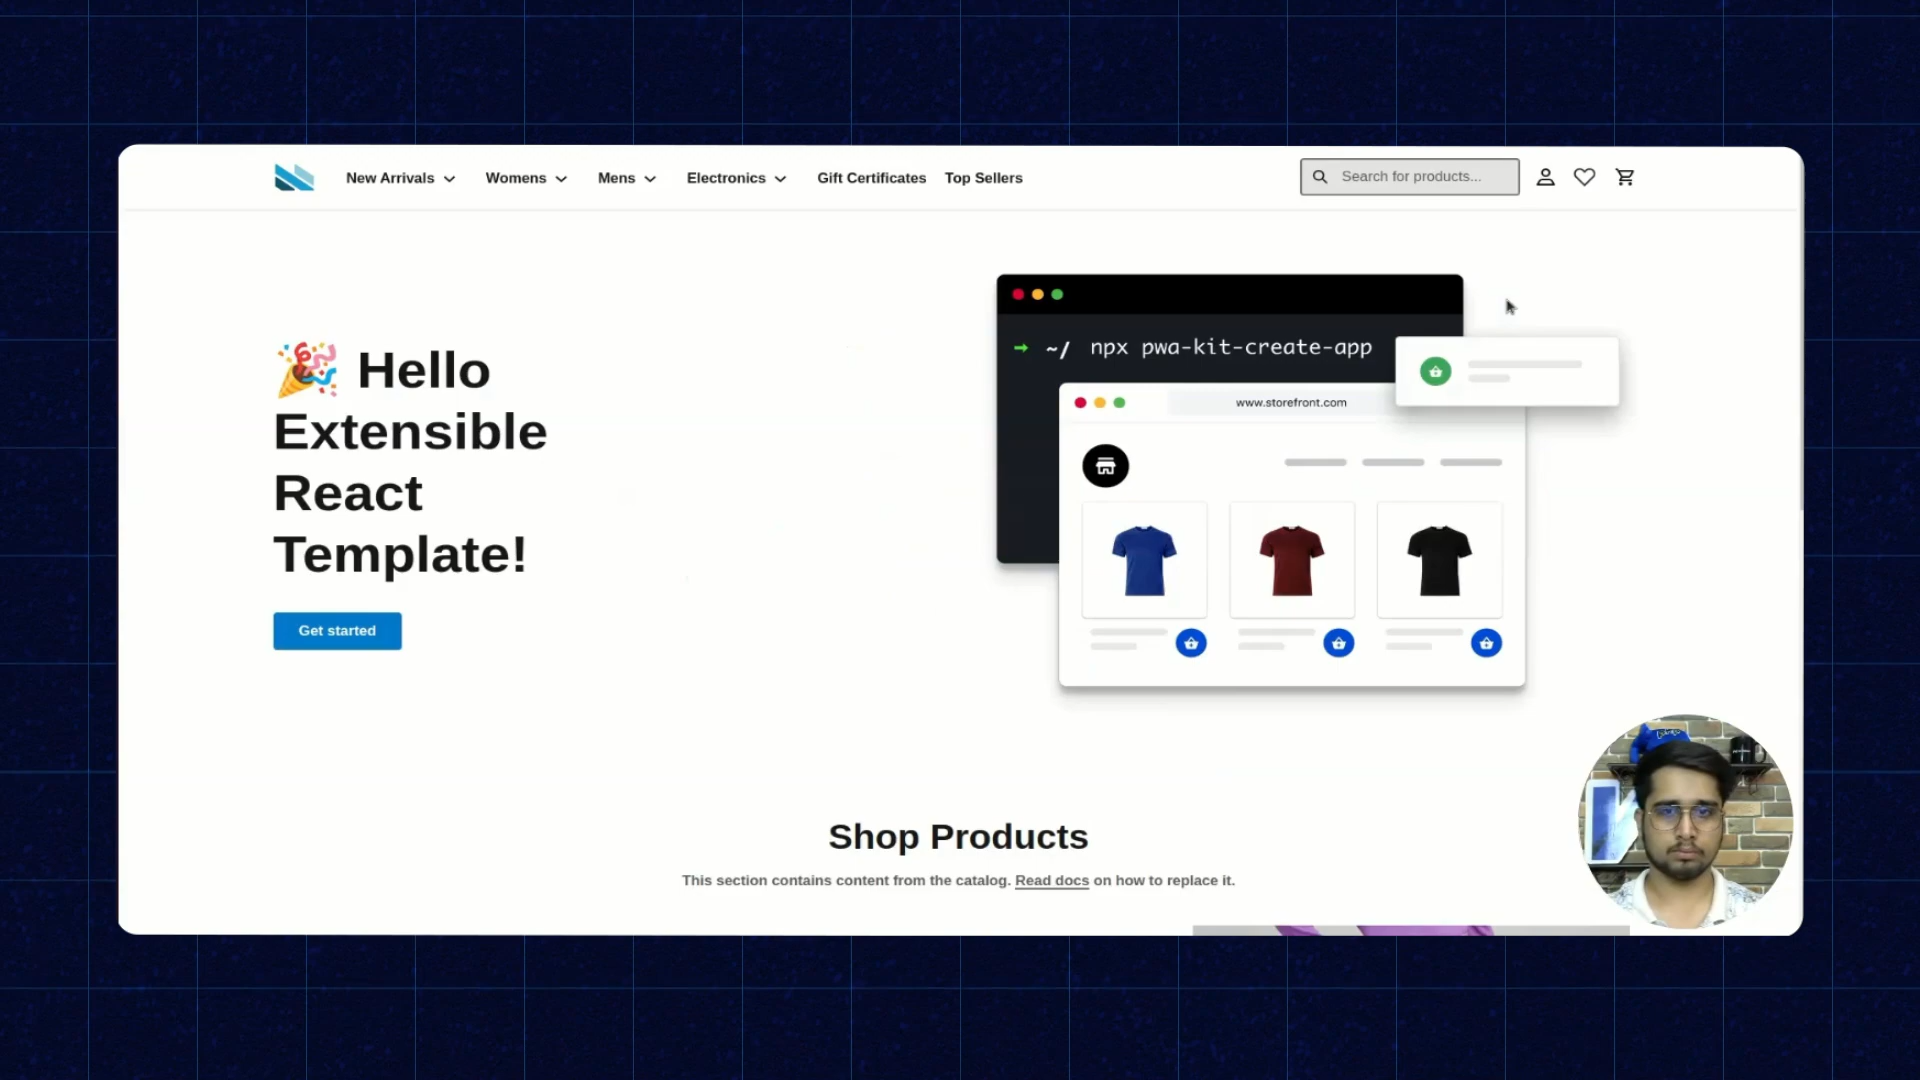 New Arrivals
Womens
Mens
Electronics
Gift Certificates
Top Sellers
Search for products...
🎉 Hello
Extensible
React
Template!
Get started
→ ~/ npx pwa-kit-create-app
www.storefront.com
Shop Products
This section contains content from the catalog. Read docs on how to replace it.